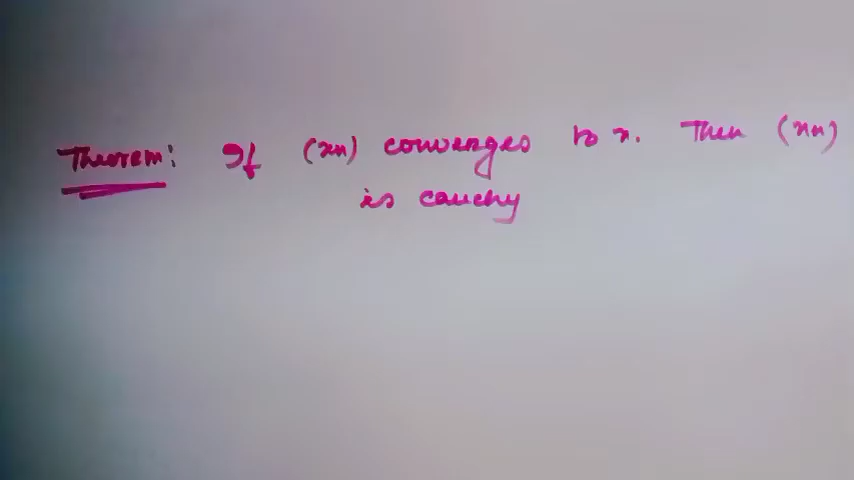 Theorem: If (xn) converges to x. Then (xn)
is cauchy